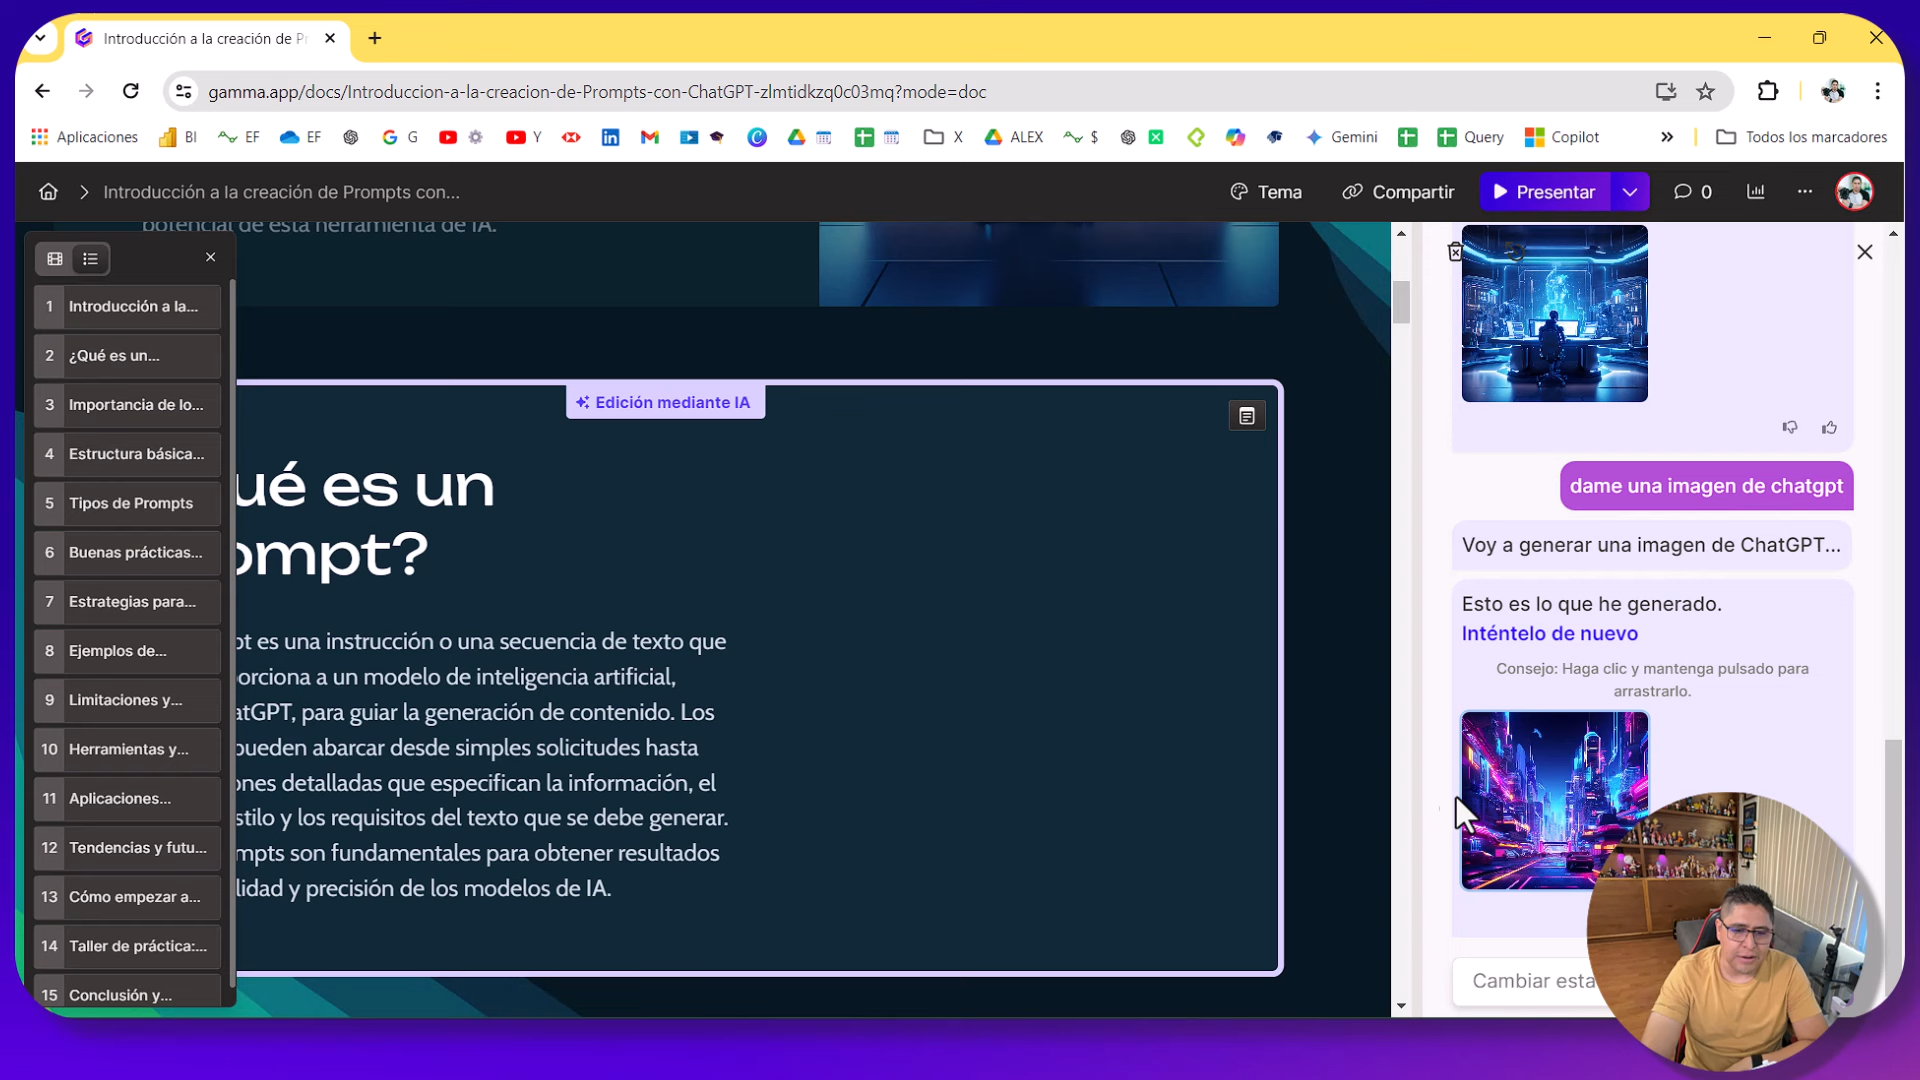 Introducción a la creación de Pr
gamma.app/docs/Introduccion-a-la-creacion-de-Prompts-con-ChatGPT-zlmtidkzq0c03mq?mode=doc
Aplicaciones
BI
EF
EF
G
Y
X
ALEX
$
Gemini
Query
Copilot
»
Todos los marcadores
Introducción a la creación de Prompts con...
Tema
Compartir
Presentar
0
potencial de esta herramienta de IA.
1 Introducción a la...
2 ¿Qué es un...
3 Importancia de lo...
4 Estructura básica...
5 Tipos de Prompts
6 Buenas prácticas...
7 Estrategias para...
8 Ejemplos de...
9 Limitaciones y...
10 Herramientas y...
11 Aplicaciones...
12 Tendencias y futu...
13 Cómo empezar a...
14 Taller de práctica:...
15 Conclusión y...
Edición mediante IA
ué es un
ompt?
pt es una instrucción o una secuencia de texto que
orciona a un modelo de inteligencia artificial,
atGPT, para guiar la generación de contenido. Los
pueden abarcar desde simples solicitudes hasta
ones detalladas que especifican la información, el
stilo y los requisitos del texto que se debe generar.
mpts son fundamentales para obtener resultados
lidad y precisión de los modelos de IA.
dame una imagen de chatgpt
Voy a generar una imagen de ChatGPT...
Esto es lo que he generado.
Inténtelo de nuevo
Consejo: Haga clic y mantenga pulsado para
arrastrarlo.
Cambiar esta